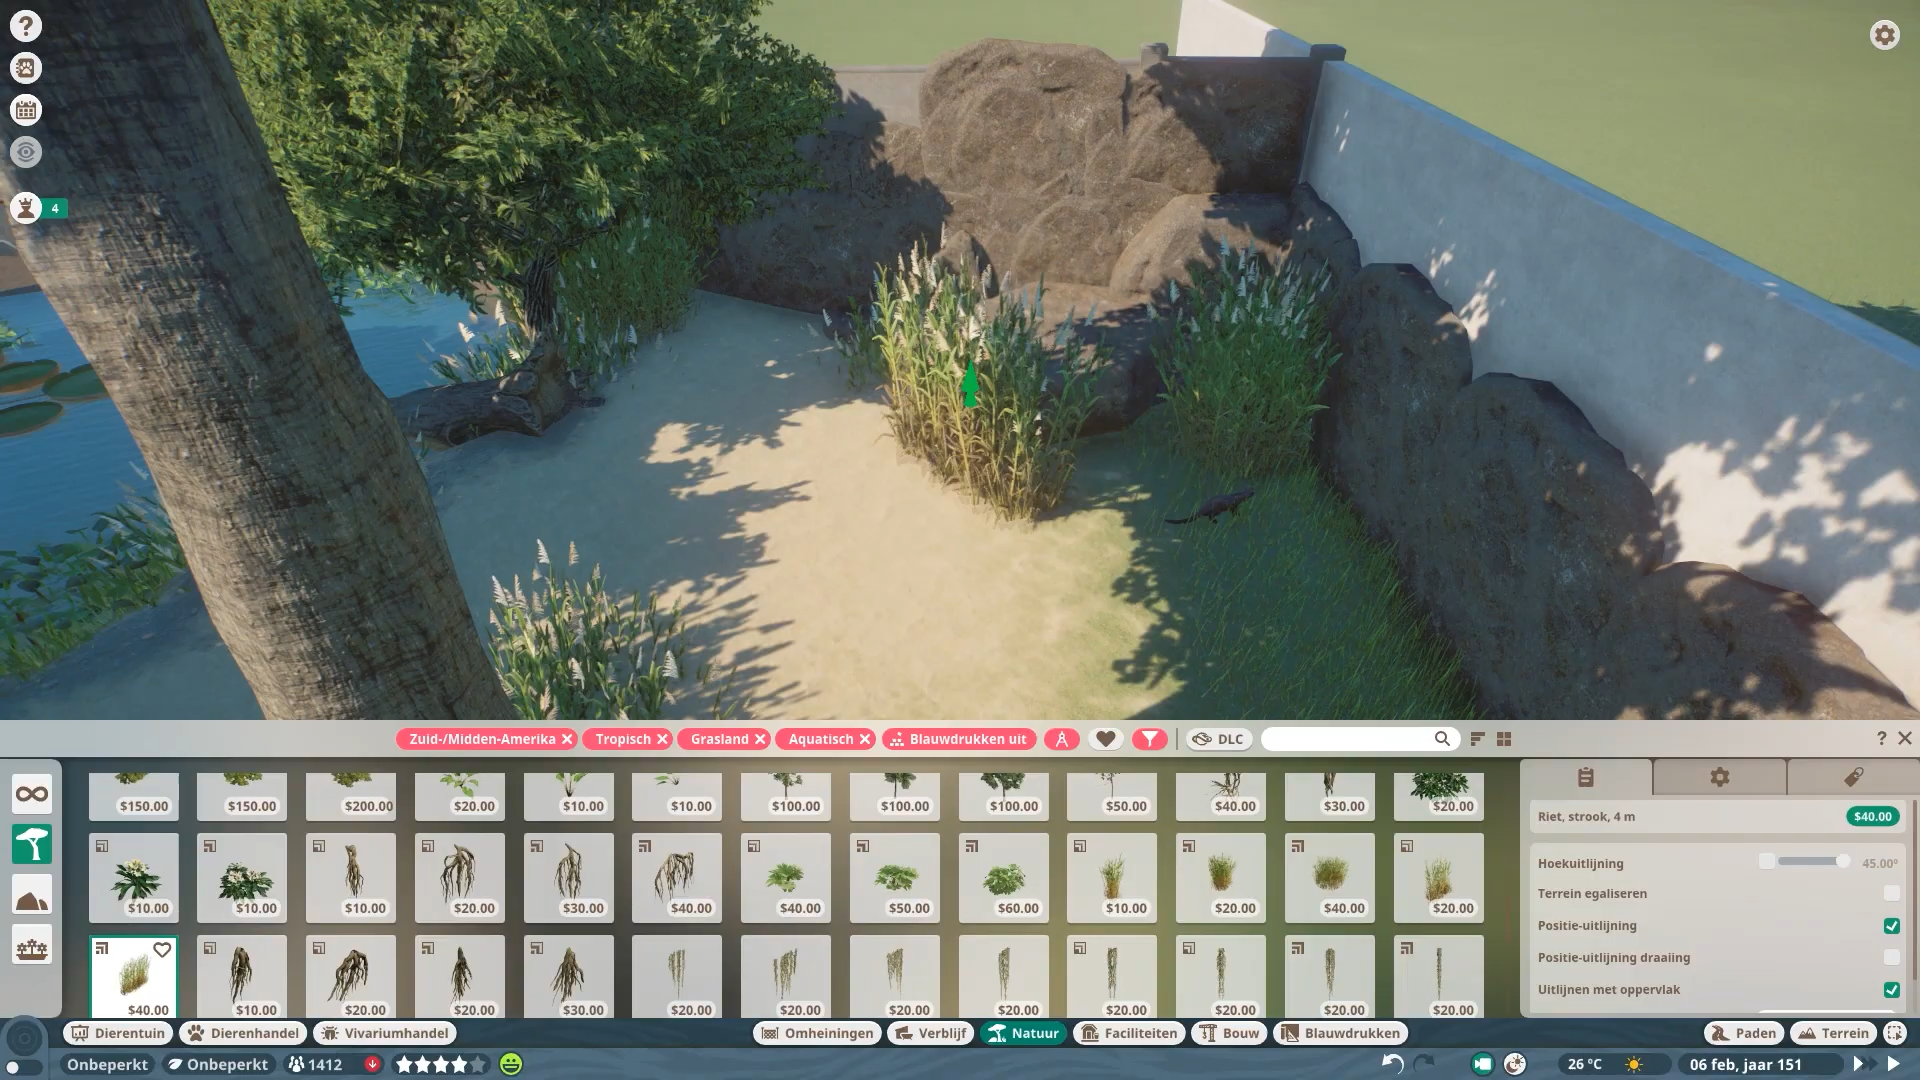 ?
4
Zuid-/Midden-Amerika Tropisch Grasland Aquatisch Blauwdrukken uit DLC ?
$150.00 $150.00 $200.00 $20.00 $10.00 $10.00 $100.00 $100.00 $100.00 $50.00 $40.00 $30.00 $20.00
$10.00 $10.00 $10.00 $20.00 $30.00 $40.00 $40.00 $50.00 $60.00 $10.00 $20.00 $40.00 $20.00
$40.00 $10.00 $20.00 $20.00 $30.00 $20.00 $20.00 $20.00 $20.00 $20.00 $20.00 $20.00 $20.00
Riet, strook, 4 m $40.00
Hoekuitlijning 45.00°
Terrein egaliseren
Positie-uitlijning
Positie-uitlijning draaiing
Uitlijnen met oppervlak
Dierentuin Dierenhandel Vivariumhandel Omheiningen Verblijf Natuur Faciliteiten Bouw Blauwdrukken Paden Terrein
Onbeperkt Onbeperkt 1412 26 °C 06 feb, jaar 151